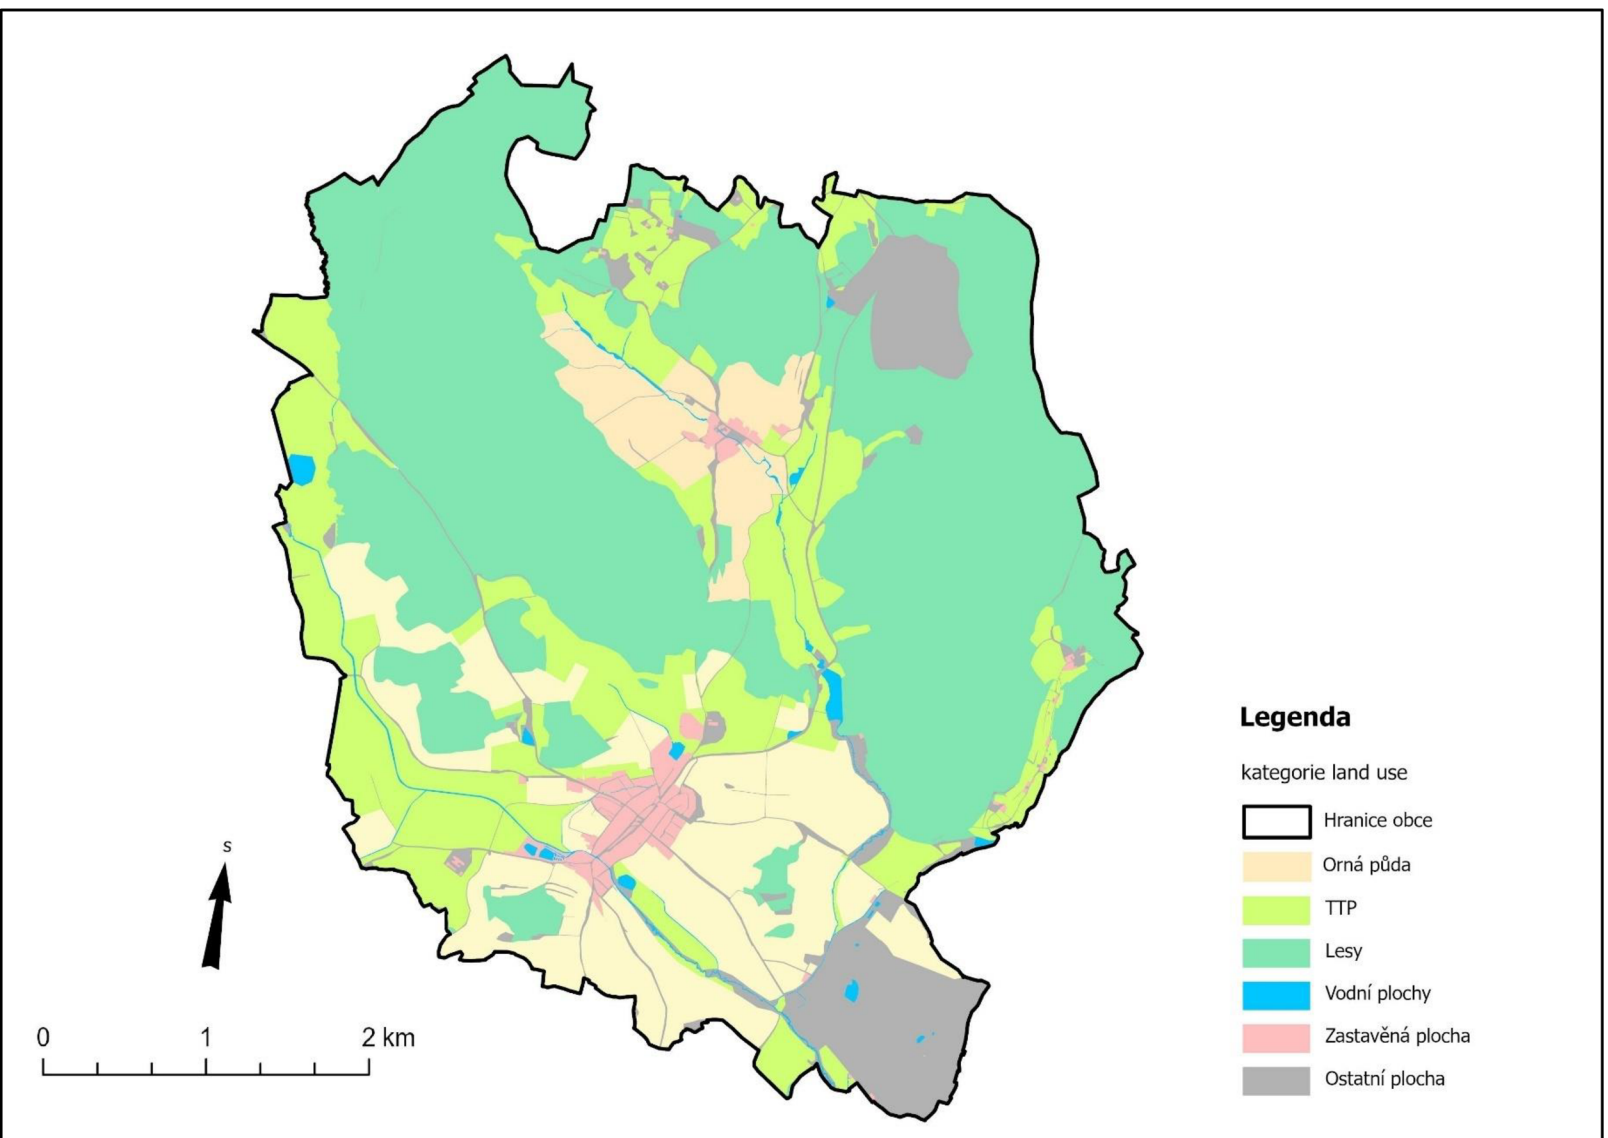 Legenda
kategorie land use
Hranice obce
Orná půda
TTP
Lesy
Vodní plochy
Zastavěná plocha
Ostatní plocha
S
0 1 2 km